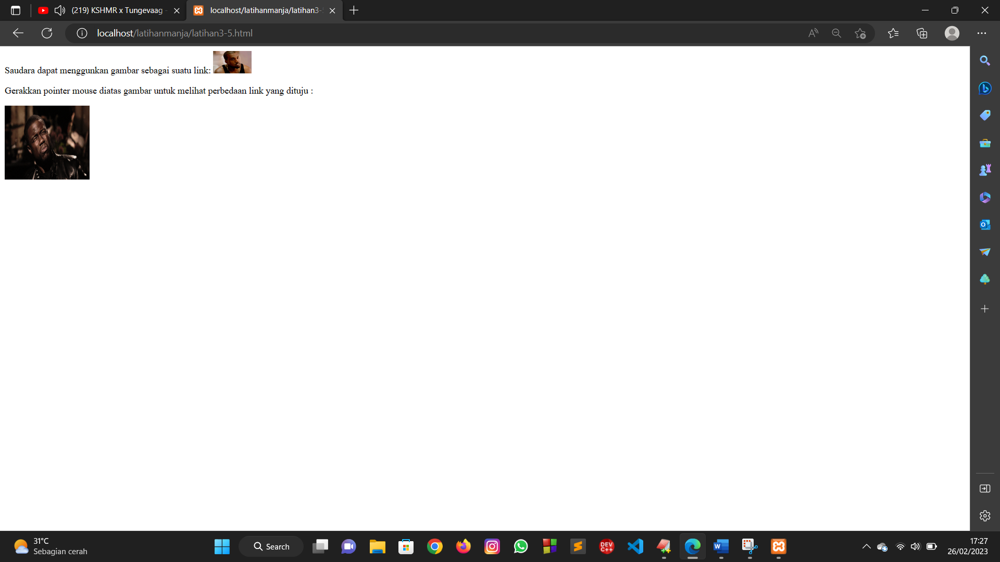 (219) KSHMR x Tungevaag -
localhost/latihanmanja/latihan3-5
localhost/latihanmanja/latihan3-5.html
Saudara dapat menggunkan gambar sebagai suatu link:
Gerakkan pointer mouse diatas gambar untuk melihat perbedaan link yang dituju :
31°C
Sebagian cerah
Search
DEV
C++
17:27
26/02/2023